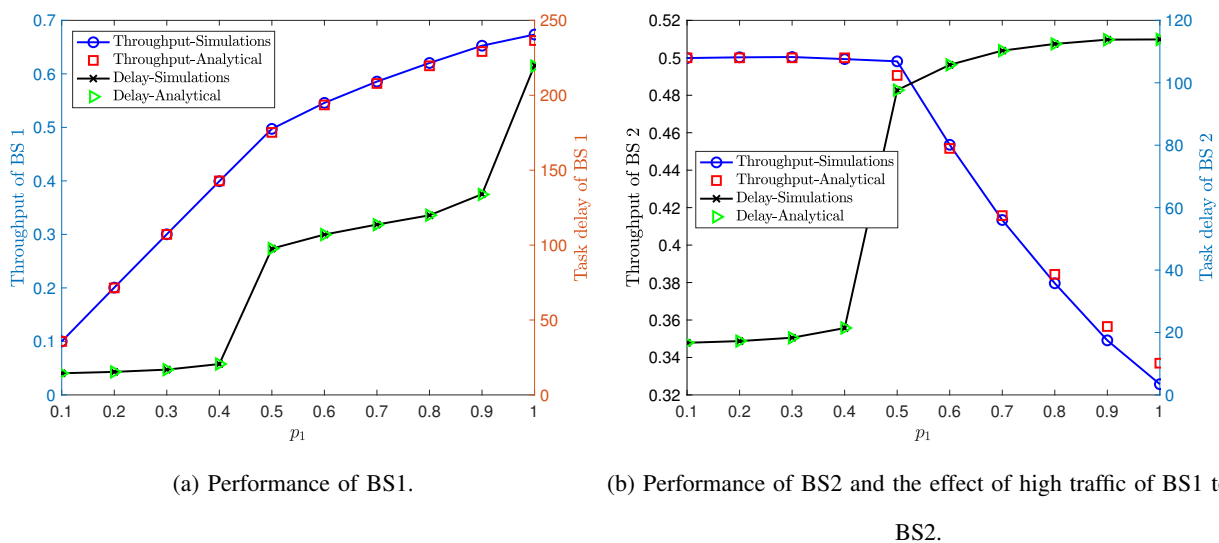 0.7
0.6
0.5
0.4
0.3
0.2
0.1
0
Throughput of BS 1
250
200
150
100
50
0
Task delay of BS 1
Throughput-Simulations
Throughput-Analytical
Delay-Simulations
Delay-Analytical
0.1 0.2 0.3 0.4 0.5 0.6 0.7 0.8 0.9 1
p₁
(a) Performance of BS1.
0.52
0.5
0.48
0.46
0.44
0.42
0.4
0.38
0.36
0.34
0.32
Throughput of BS 2
120
100
80
60
40
20
0
Task delay of BS 2
Throughput-Simulations
Throughput-Analytical
Delay-Simulations
Delay-Analytical
0.1 0.2 0.3 0.4 0.5 0.6 0.7 0.8 0.9 1
p₁
(b) Performance of BS2 and the effect of high traffic of BS1 t
BS2.